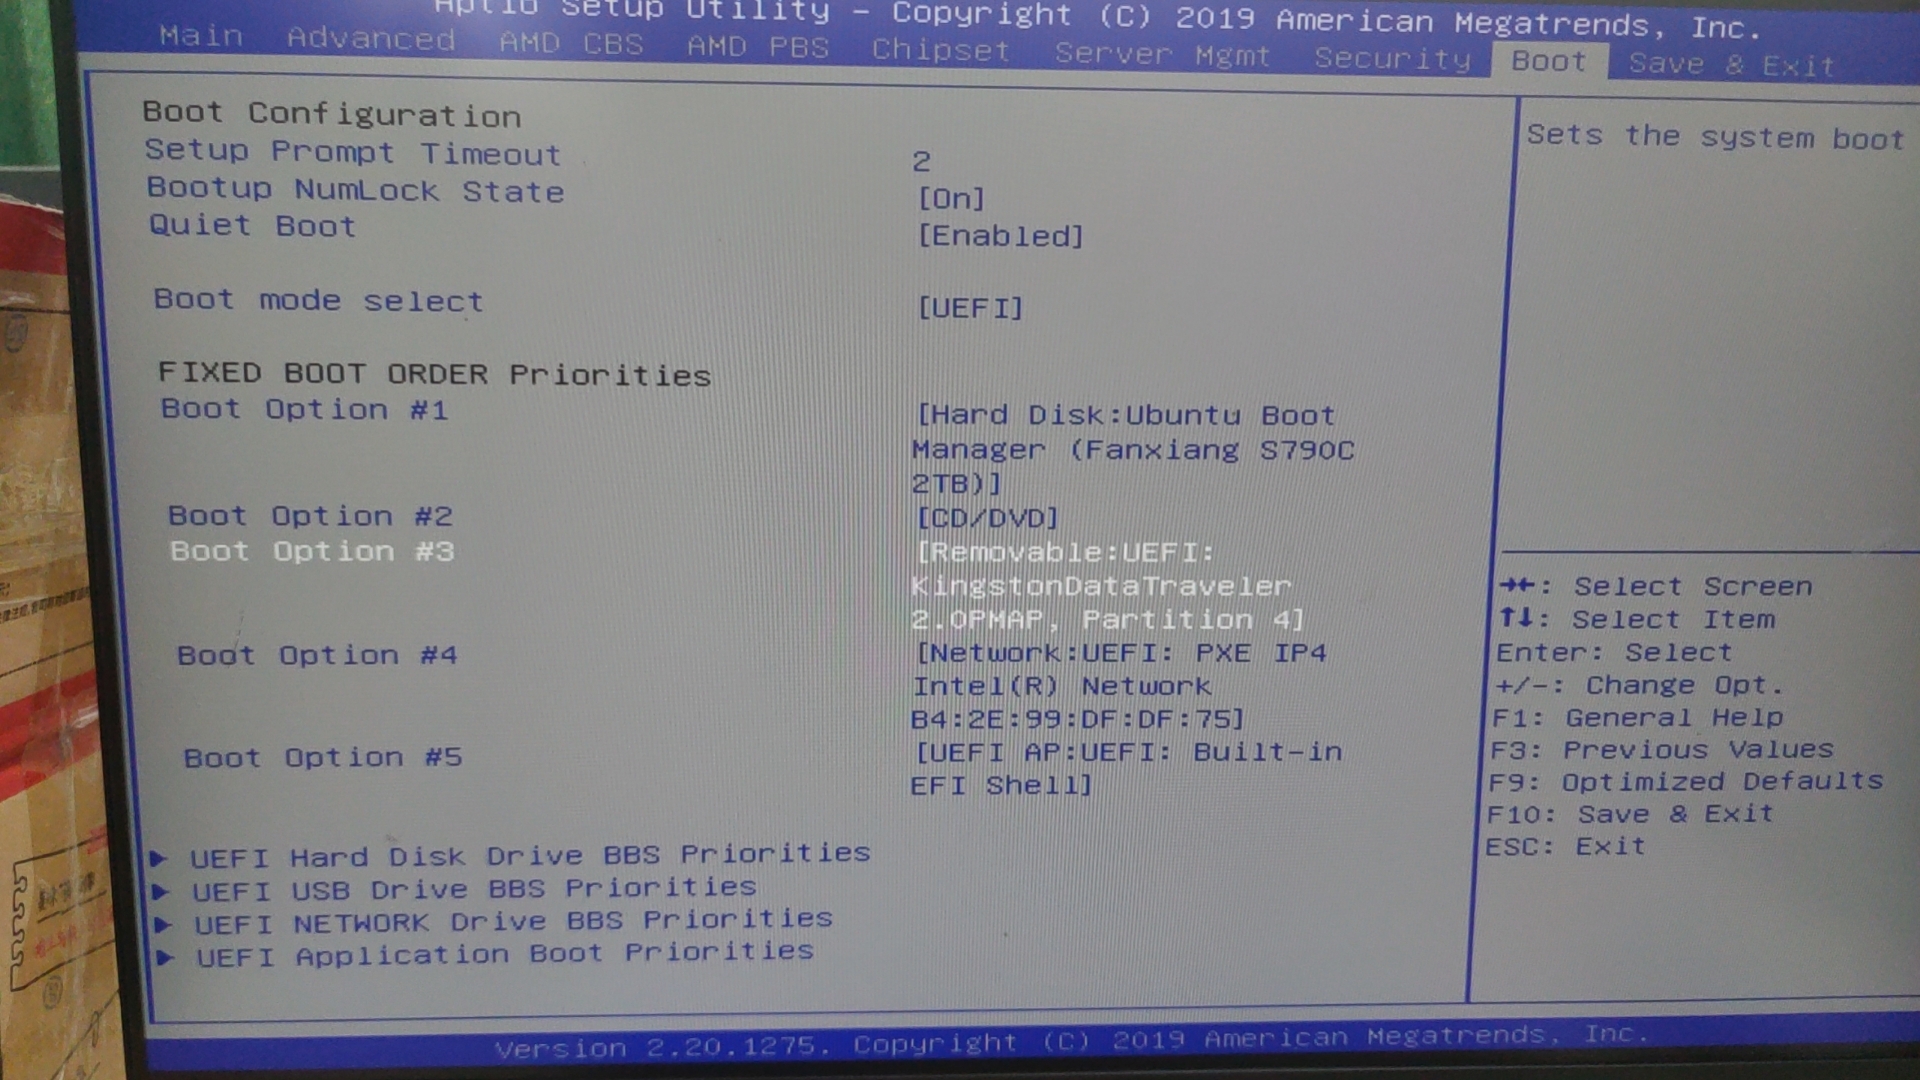 Aptio Setup Utility – Copyright (C) 2019 American Megatrends, Inc.
Main Advanced AMD CBS AMD PBS Chipset Server Mgmt Security Boot Save & Exit
Boot Configuration
Setup Prompt Timeout 2
Bootup NumLock State [On]
Quiet Boot [Enabled]
Boot mode select [UEFI]
FIXED BOOT ORDER Priorities
Boot Option #1 [Hard Disk:Ubuntu Boot
Manager (Fanxiang S790C
2TB)]
Boot Option #2 [CD/DVD]
Boot Option #3 [Removable:UEFI:
KingstonDataTraveler
2.0PMAP, Partition 4]
Boot Option #4 [Network:UEFI: PXE IP4
Intel(R) Network
B4:2E:99:DF:DF:75]
Boot Option #5 [UEFI AP:UEFI: Built-in
EFI Shell]
UEFI Hard Disk Drive BBS Priorities
UEFI USB Drive BBS Priorities
UEFI NETWORK Drive BBS Priorities
UEFI Application Boot Priorities
Sets the system boot
→←: Select Screen
↑↓: Select Item
Enter: Select
+/-: Change Opt.
F1: General Help
F3: Previous Values
F9: Optimized Defaults
F10: Save & Exit
ESC: Exit
Version 2.20.1275. Copyright (C) 2019 American Megatrends, Inc.